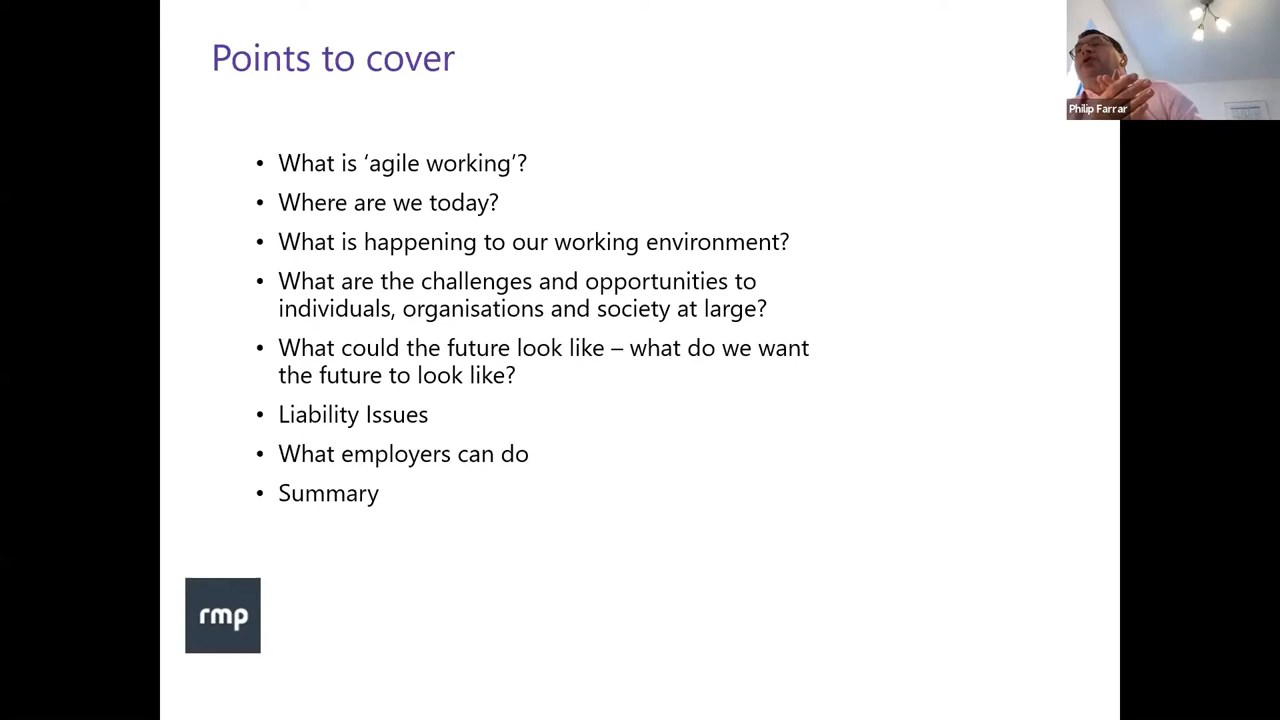 Points to cover
Philip Farrar
• What is ‘agile working’?
• Where are we today?
• What is happening to our working environment?
• What are the challenges and opportunities to
individuals, organisations and society at large?
• What could the future look like – what do we want
the future to look like?
• Liability Issues
• What employers can do
• Summary
rmp